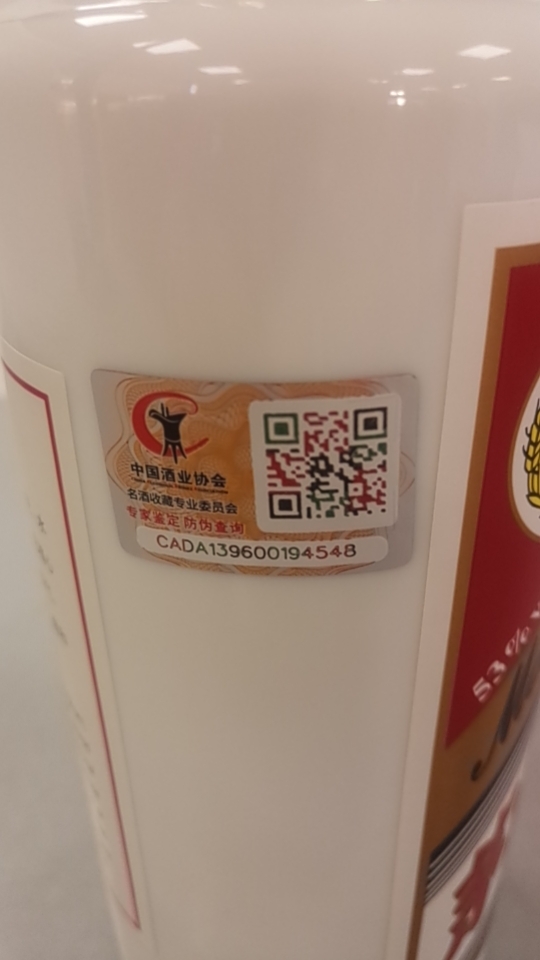 中国酒业协会
名酒收藏专业委员会
专家鉴定 防伪查询
CADA139600194548
53%